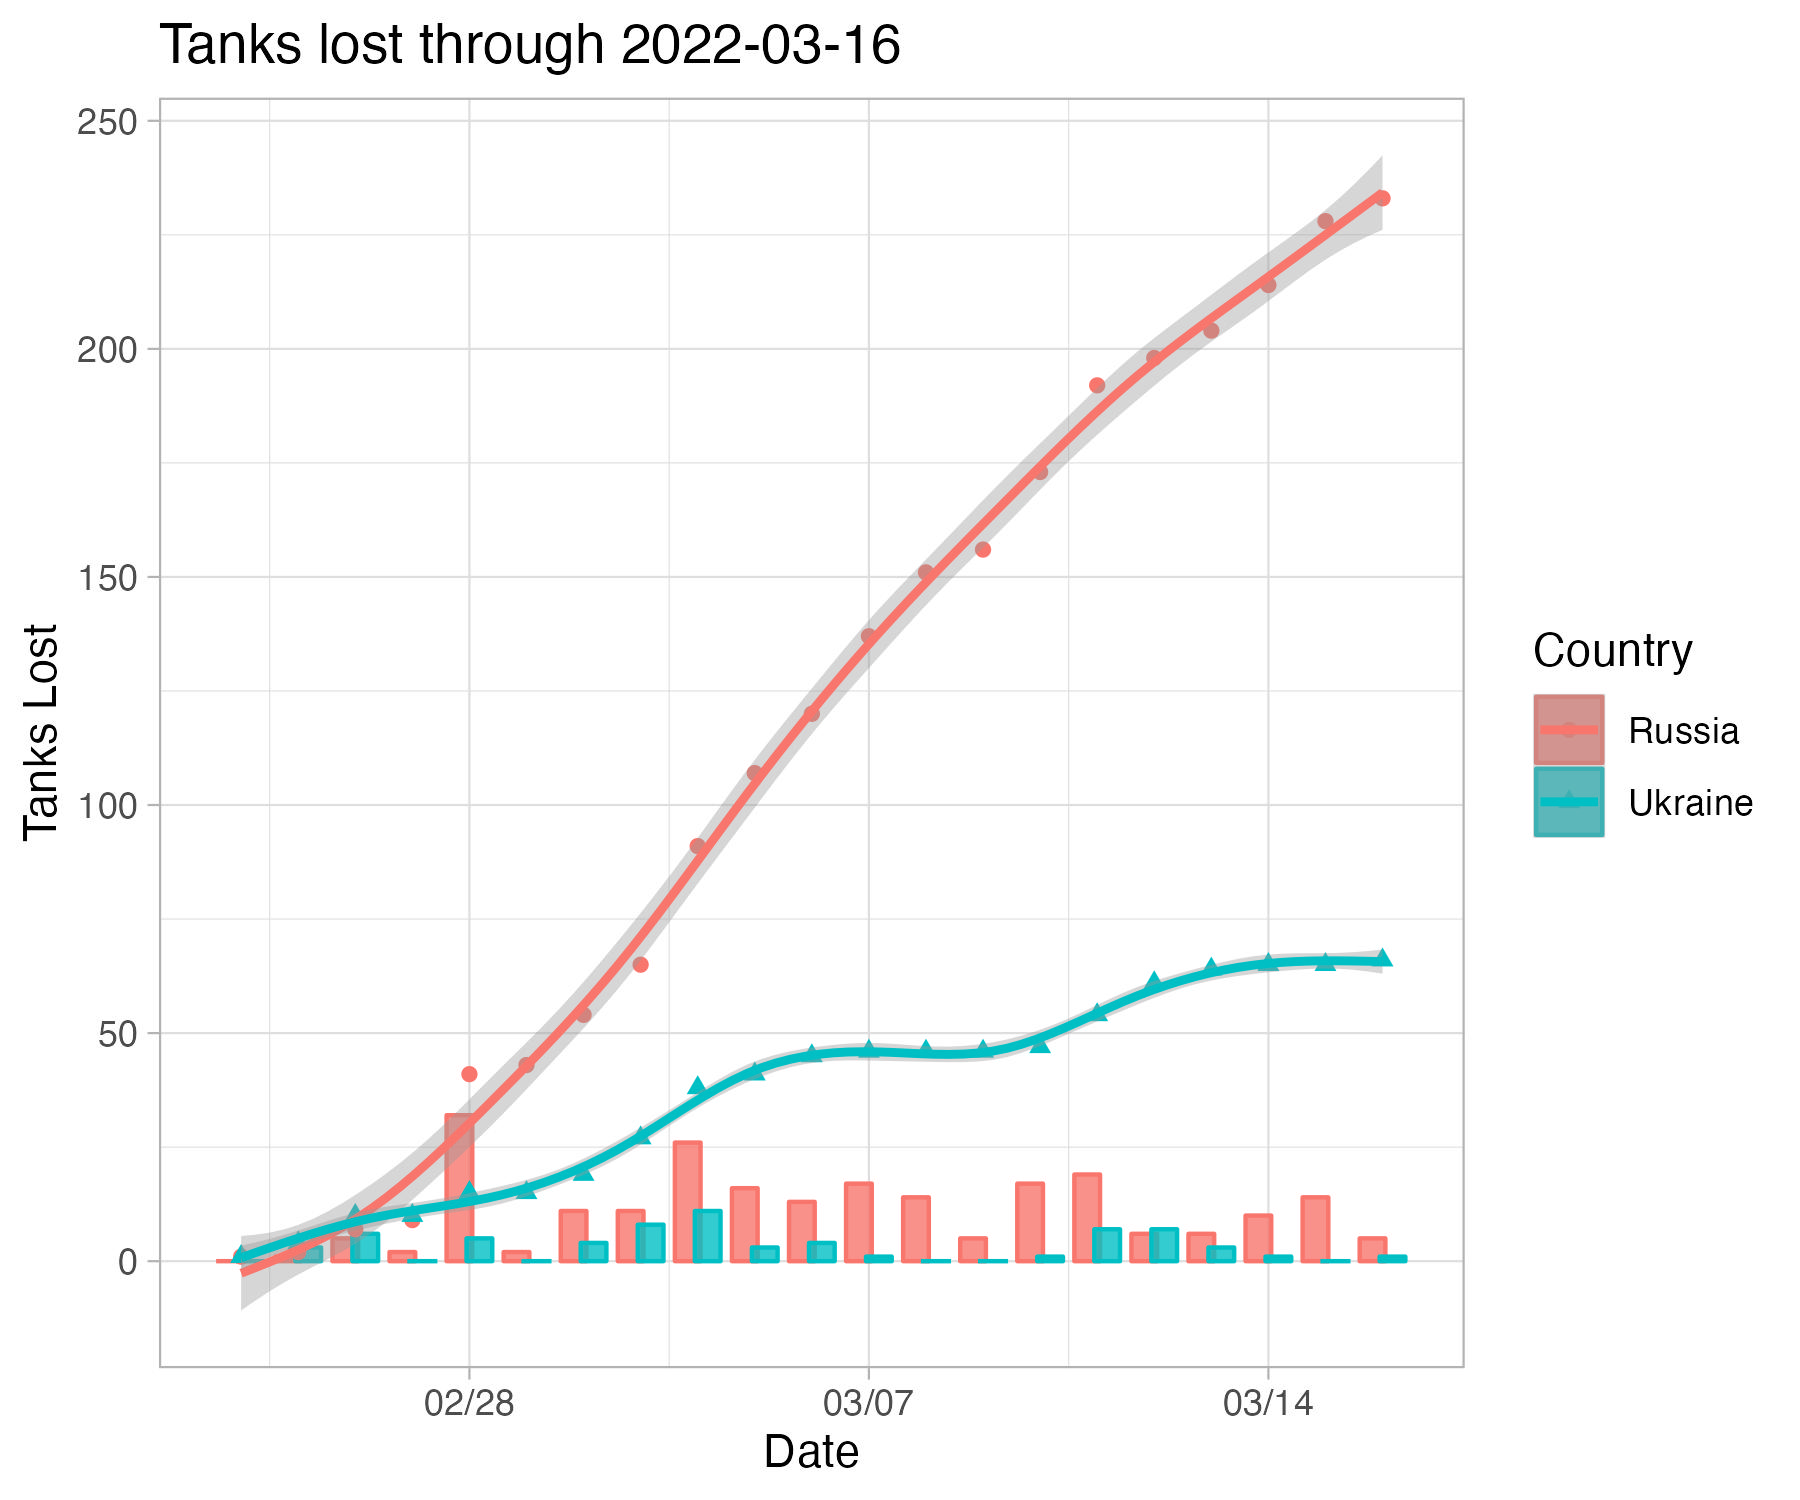 Tanks lost through 2022-03-16
250
200
150
100
50
0
Tanks Lost
02/28 03/07 03/14
Date
Country
Russia
Ukraine